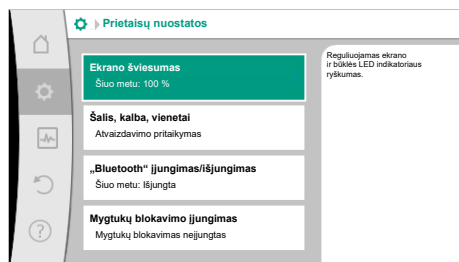 Prietaisų nuostatos
Ekrano šviesumas
Šiuo metu: 100 %
Šalis, kalba, vienetai
Atvaizdavimo pritaikymas
„Bluetooth“ įjungimas/išjungimas
Šiuo metu: Išjungta
Mygtukų blokavimo įjungimas
Mygtukų blokavimas neįjungtas
Reguliuojamas ekrano
ir būklės LED indikatoriaus
ryškumas.